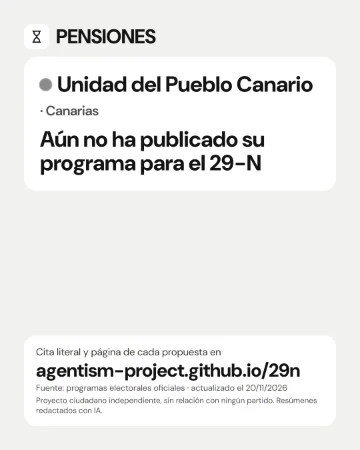 PENSIONES
Unidad del Pueblo Canario
· Canarias
Aún no ha publicado su
programa para el 29-N
Cita literal y página de cada propuesta en
agentism-project.github.io/29n
Fuente: programas electorales oficiales · actualizado el 20/11/2026
Proyecto ciudadano independiente, sin relación con ningún partido. Resúmenes
redactados con IA.